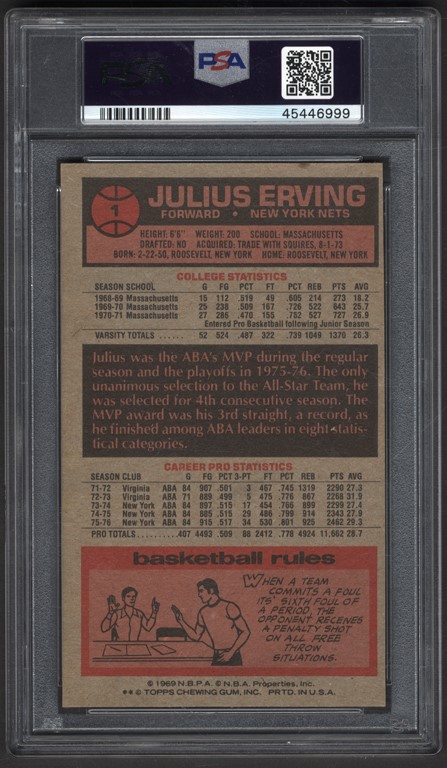 PSA
45446999
1
JULIUS ERVING
FORWARD • NEW YORK NETS
HEIGHT: 6'6" WEIGHT: 200 SCHOOL: MASSACHUSETTS
DRAFTED: NO ACQUIRED: TRADE WITH SQUIRES, 8-1-73
BORN: 2-22-50, ROOSEVELT, NEW YORK HOME: ROOSEVELT, NEW YORK
COLLEGE STATISTICS
SEASON SCHOOL G FG PCT FT PCT REB PTS AVG
1968-69 Massachusetts 15 112 .519 49 .605 214 273 18.2
1969-70 Massachusetts 25 238 .509 167 .726 522 643 25.7
1970-71 Massachusetts 27 286 .470 155 .752 527 727 26.9
Entered Pro Basketball following Junior Season
VARSITY TOTALS ...... 52 524 .487 322 .739 1049 1370 26.3
Julius was the ABA's MVP during the regular
season and the playoffs in 1975-76. The only
unanimous selection to the All-Star Team, he
was selected for 4th consecutive season. The
MVP award was his 3rd straight, a record, as
he finished among ABA leaders in eight statis-
tical categories.
CAREER PRO STATISTICS
SEASON CLUB G FG PCT 3-PT FT PCT REB PTS AVG
71-72 Virginia ABA 84 907 .501 3 467 .745 1319 2290 27.3
72-73 Virginia ABA 71 889 .499 5 475 .776 867 2268 31.9
73-74 New York ABA 84 897 .515 17 454 .766 899 2299 27.4
74-75 New York ABA 84 885 .515 29 486 .799 914 2343 27.9
75-76 New York ABA 84 915 .517 34 530 .801 925 2462 29.3
PRO TOTALS........... 407 4493 .509 88 2412 .778 4924 11,662 28.7
basketball rules
WHEN A TEAM
COMMITS A FOUL
ITS' SIXTH FOUL OF
A PERIOD, THE
OPPONENT RECEIVES
A PENALTY SHOT
ON ALL FREE
THROW
SITUATIONS.
© 1969 N.B.P.A. © N.B.A. Properties, Inc.
** © TOPPS CHEWING GUM, INC. PRTD. IN U.S.A.